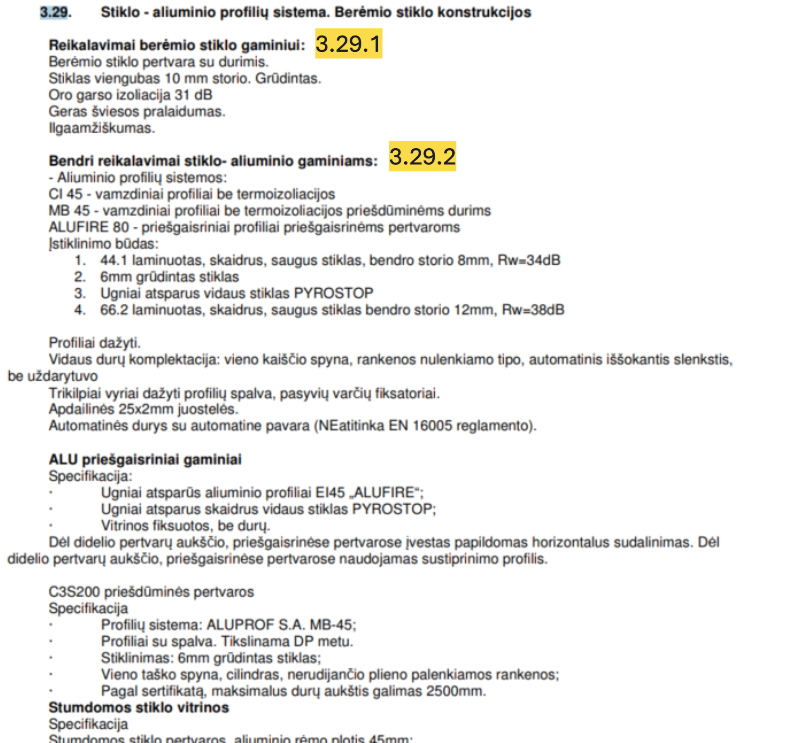 3.29. Stiklo - aliuminio profilių sistema. Berėmio stiklo konstrukcijos
Reikalavimai berėmio stiklo gaminiui: 3.29.1
Berėmio stiklo pertvara su durimis.
Stiklas viengubas 10 mm storio. Grūdintas.
Oro garso izoliacija 31 dB
Geras šviesos pralaidumas.
Ilgaamžiškumas.
Bendri reikalavimai stiklo- aliuminio gaminiams: 3.29.2
- Aliuminio profilių sistemos:
CI 45 - vamzdiniai profiliai be termoizoliacijos
MB 45 - vamzdiniai profiliai be termoizoliacijos priešdūminėms durims
ALUFIRE 80 - priešgaisriniai profiliai priešgaisrinėms pertvaroms
Įstiklinimo būdas:
1. 44.1 laminuotas, skaidrus, saugus stiklas, bendro storio 8mm, Rw=34dB
2. 6mm grūdintas stiklas
3. Ugniai atsparus vidaus stiklas PYROSTOP
4. 66.2 laminuotas, skaidrus, saugus stiklas bendro storio 12mm, Rw=38dB
Profiliai dažyti.
Vidaus durų komplektacija: vieno kaiščio spyna, rankenos nulenkiamo tipo, automatinis iššokantis slenkstis,
be uždarytuvo
Trikilpiai vyriai dažyti profilių spalva, pasyvių varčių fiksatoriai.
Apdailinės 25x2mm juostelės.
Automatinės durys su automatine pavara (NEatitinka EN 16005 reglamento).
ALU priešgaisriniai gaminiai
Specifikacija:
· Ugniai atsparūs aliuminio profiliai EI45 „ALUFIRE“;
· Ugniai atsparus skaidrus vidaus stiklas PYROSTOP;
· Vitrinos fiksuotos, be durų.
Dėl didelio pertvarų aukščio, priešgaisrinėse pertvarose įvestas papildomas horizontalus sudalinimas. Dėl
didelio pertvarų aukščio, priešgaisrinėse pertvarose naudojamas sustiprinimo profilis.
C3S200 priešdūminės pertvaros
Specifikacija
· Profilių sistema: ALUPROF S.A. MB-45;
· Profiliai su spalva. Tikslinama DP metu.
· Stiklinimas: 6mm grūdintas stiklas;
· Vieno taško spyna, cilindras, nerudijančio plieno palenkiamos rankenos;
· Pagal sertifikatą, maksimalus durų aukštis galimas 2500mm.
Stumdomos stiklo vitrinos
Specifikacija
Stumdomos stiklo pertvaros, aliuminio rėmo plotis 45mm;